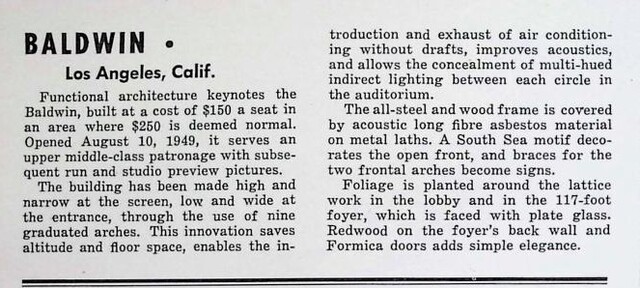 BALDWIN •
Los Angeles, Calif.
Functional architecture keynotes the
Baldwin, built at a cost of $150 a seat in
an area where $250 is deemed normal.
Opened August 10, 1949, it serves an
upper middle-class patronage with subse-
quent run and studio preview pictures.
The building has been made high and
narrow at the screen, low and wide at
the entrance, through the use of nine
graduated arches. This innovation saves
altitude and floor space, enables the in-
troduction and exhaust of air condition-
ing without drafts, improves acoustics,
and allows the concealment of multi-hued
indirect lighting between each circle in
the auditorium.
The all-steel and wood frame is covered
by acoustic long fibre asbestos material
on metal laths. A South Sea motif deco-
rates the open front, and braces for the
two frontal arches become signs.
Foliage is planted around the lattice
work in the lobby and in the 117-foot
foyer, which is faced with plate glass.
Redwood on the foyer's back wall and
Formica doors adds simple elegance.